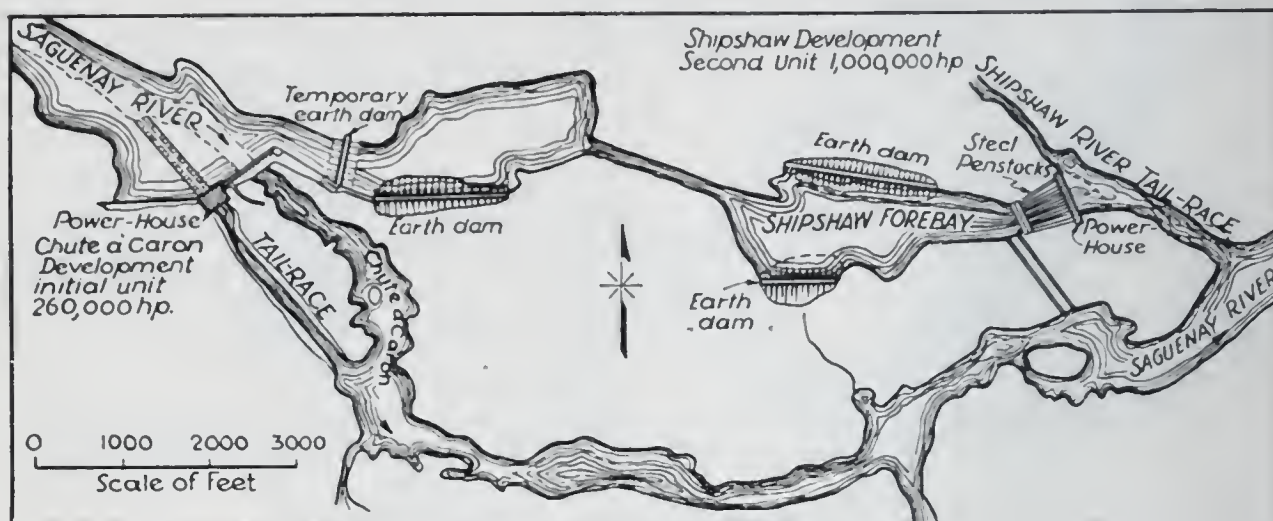 SAGUENAY RIVER
Temporary
earth dam
Earth dam
Power-House
Chute a' Caron
Development
initial unit
260,000 hp.
TAIL-RACE
Chute a Caron
0 1000 2000 3000
Scale of Feet
Shipshaw Development
Second Unit 1,000,000 hp
SHIPSHAW RIVER TAIL-RACE
Earth dam
Steel
Penstocks
SHIPSHAW FOREBAY
Power-
House
Earth
dam
SAGUENAY RIVER